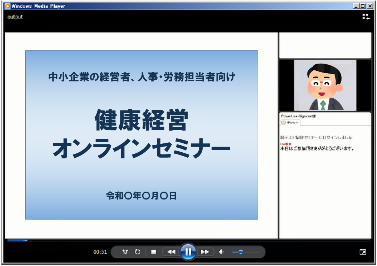 Windows Media Player
output
中小企業の経営者、人事・労務担当者向け
健康経営
オンラインセミナー
令和〇年〇月〇日
00:31